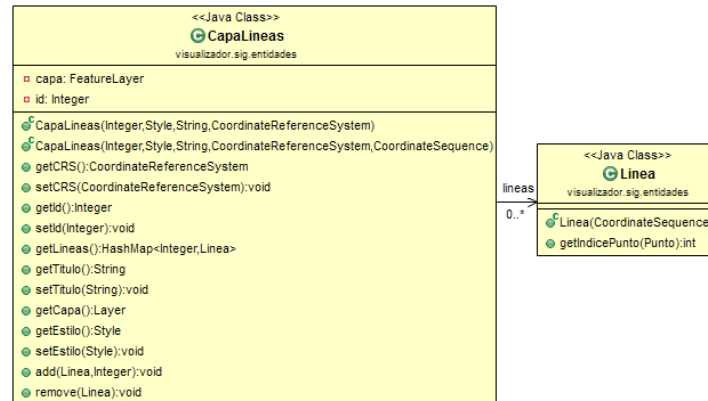 <<Java Class>>
CapaLineas
visualizador.sig.entidades
capa: FeatureLayer
id: Integer
CapaLineas(Integer,Style,String,CoordinateReferenceSystem)
CapaLineas(Integer,Style,String,CoordinateReferenceSystem,CoordinateSequence)
getCRS():CoordinateReferenceSystem
setCRS(CoordinateReferenceSystem):void
getId():Integer
setId(Integer):void
getLineas():HashMap<Integer,Linea>
getTitulo():String
setTitulo(String):void
getCapa():Layer
getEstilo():Style
setEstilo(Style):void
add(Linea,Integer):void
remove(Linea):void
lineas
0..*
<<Java Class>>
Linea
visualizador.sig.entidades
Linea(CoordinateSequence
getIndicePunto(Punto):int